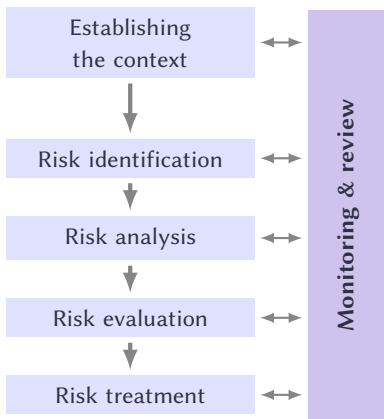 Establishing
the context
Risk identification
Risk analysis
Risk evaluation
Risk treatment
Monitoring & review